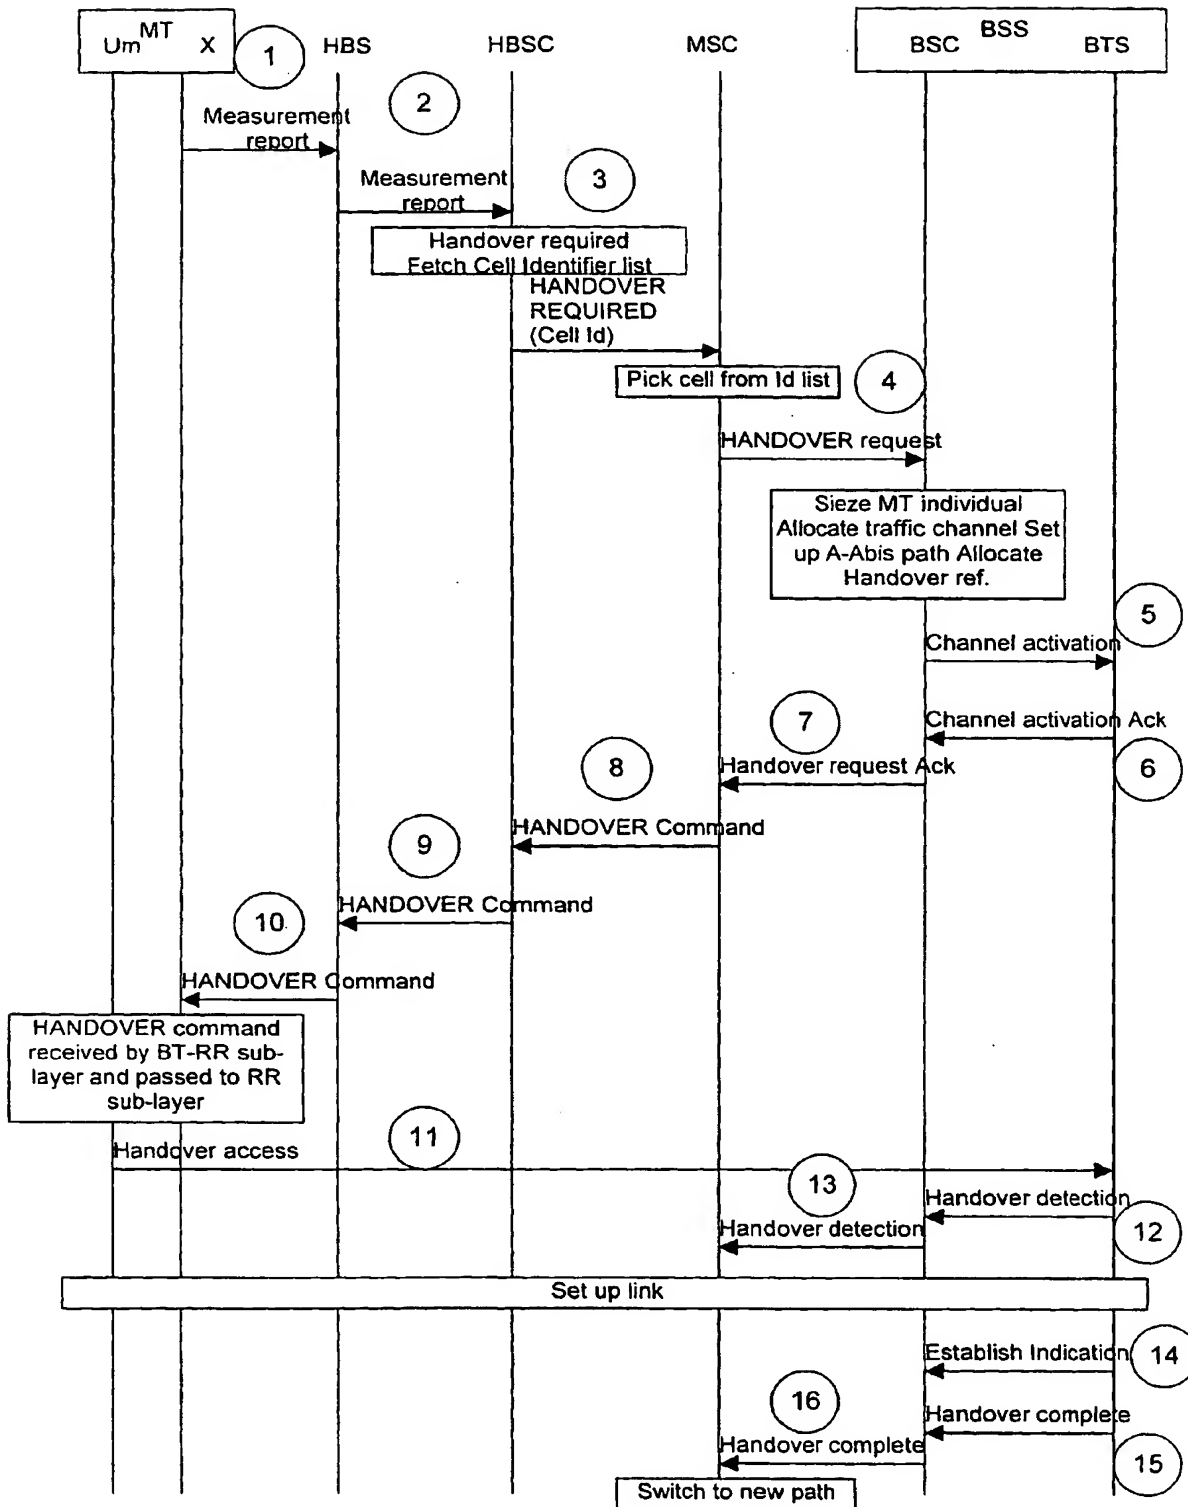 MT
Um X
1
HBS
HBSC
MSC
BSS
BSC BTS
2
Measurement
report
3
Measurement
report
Handover required
Fetch Cell Identifier list
HANDOVER
REQUIRED
(Cell Id)
Pick cell from Id list
4
HANDOVER request
Sieze MT individual
Allocate traffic channel Set
up A-Abis path Allocate
Handover ref.
5
Channel activation
7
Channel activation Ack
8
Handover request Ack
6
9
HANDOVER Command
10
HANDOVER Command
HANDOVER Command
HANDOVER command
received by BT-RR sub-
layer and passed to RR
sub-layer
11
Handover access
13
Handover detection
Handover detection
12
Set up link
Establish Indication
14
16
Handover complete
Handover complete
15
Switch to new path